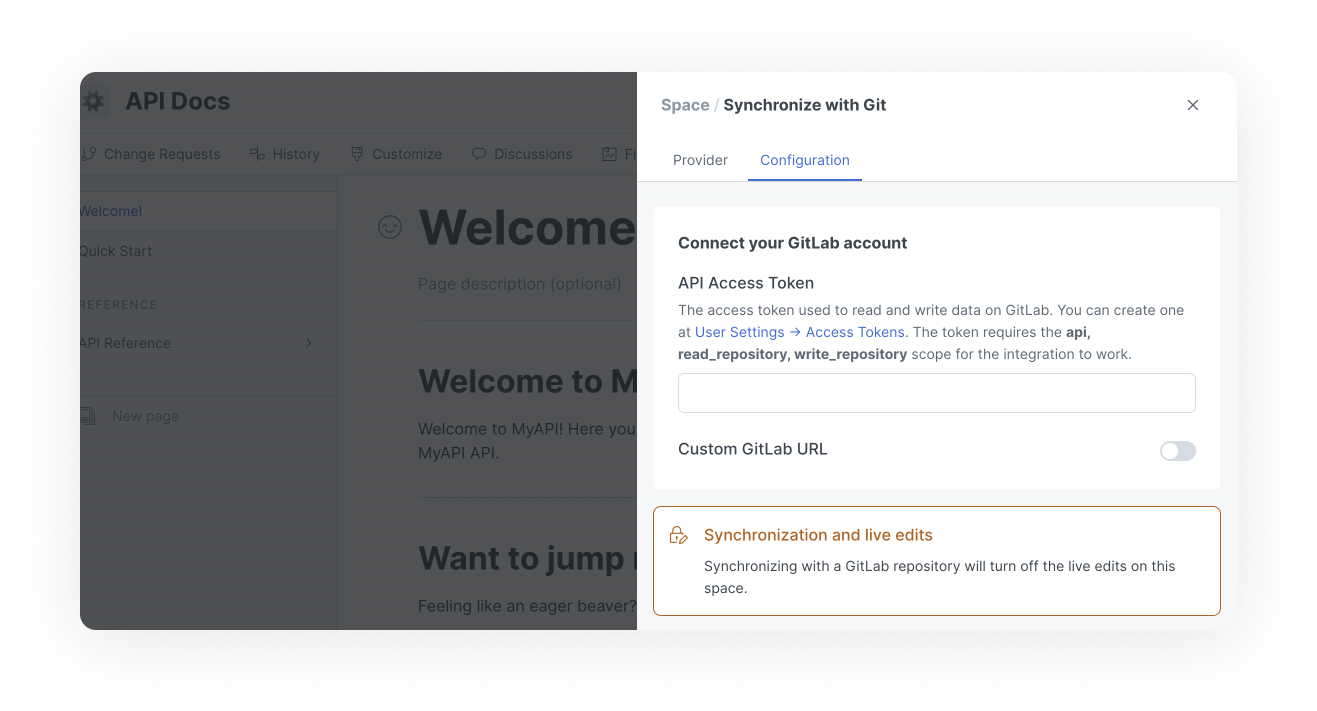 API Docs
Change Requests History Customize Discussions Fi
Welcome!
Quick Start
REFERENCE
API Reference
New page
Welcome
Page description (optional)
Welcome to M
Welcome to MyAPI! Here you
MyAPI API.
Want to jump
Feeling like an eager beaver?
Space / Synchronize with Git
Provider Configuration
Connect your GitLab account
API Access Token
The access token used to read and write data on GitLab. You can create one
at User Settings → Access Tokens. The token requires the api,
read_repository, write_repository scope for the integration to work.
Custom GitLab URL
Synchronization and live edits
Synchronizing with a GitLab repository will turn off the live edits on this
space.